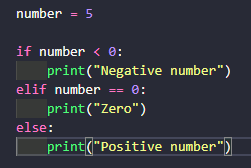 number = 5

if number < 0:
    print("Negative number")
elif number == 0:
    print("Zero")
else:
    print("Positive number")